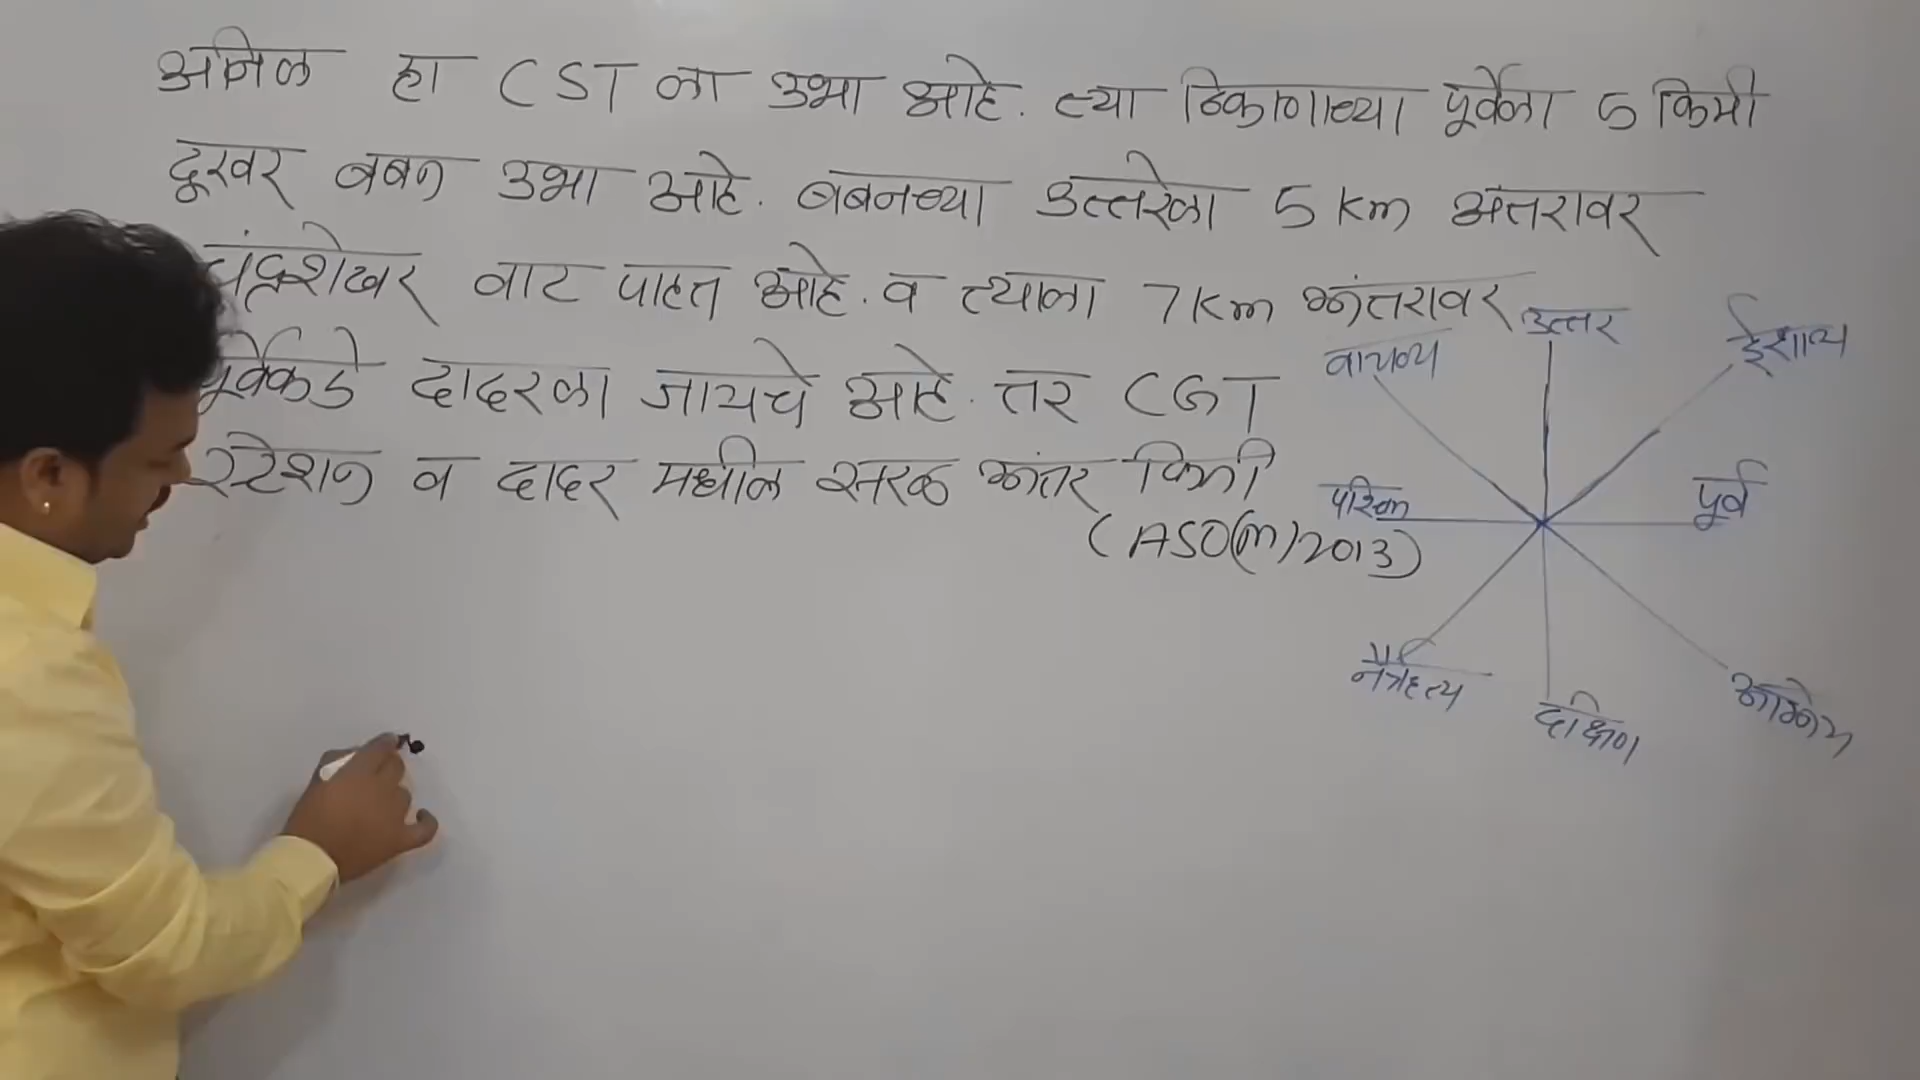 अनिल हा CST ला उभा आहे. त्या ठिकाणाच्या पूर्वेला 5 किमी
दूरवर बबन उभा आहे. बबनच्या उत्तरेला 5 km अंतरावर
चंद्रशेखर वाट पाहत आहे. व त्याला 7 Km अंतरावर
पूर्वेकडे दादरला जायचे आहे. तर CGT
स्टेशन व दादर मधील सरळ अंतर किती
(ASO(m) 2013)
उत्तर
वायव्य
ईशान्य
पश्चिम
पूर्व
नैऋत्य
दक्षिण
आग्नेय